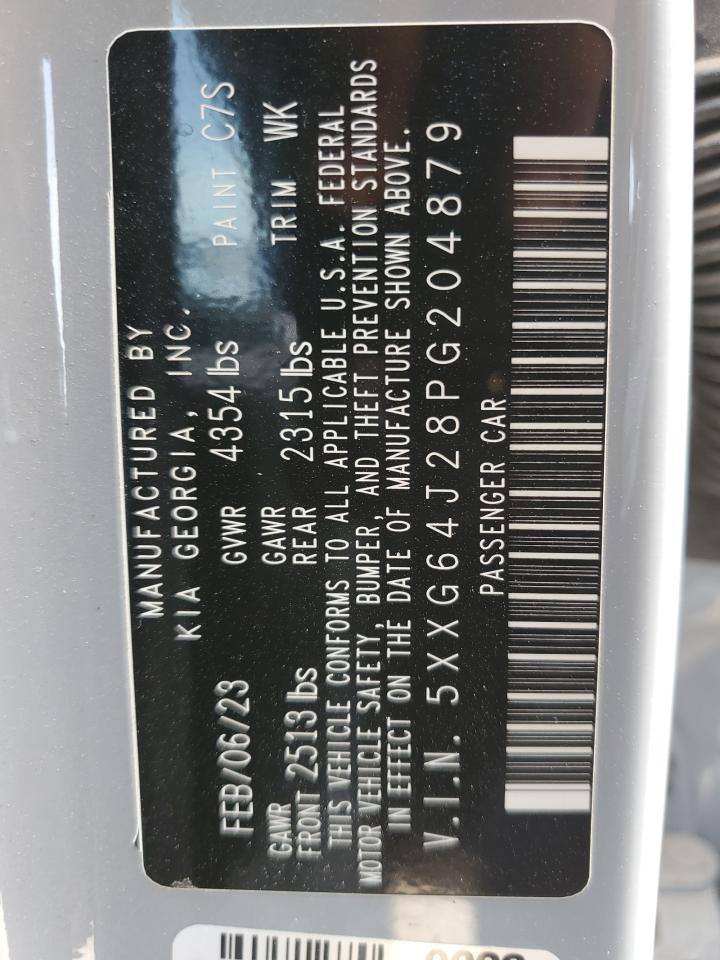 MANUFACTURED BY
KIA GEORGIA, INC.
FEB/06/23 GVWR 4354 lbs PAINT C7S
GAWR FRONT 2513 lbs GAWR REAR 2315 lbs TRIM WK
THIS VEHICLE CONFORMS TO ALL APPLICABLE U.S.A. FEDERAL
MOTOR VEHICLE SAFETY, BUMPER, AND THEFT PREVENTION STANDARDS
IN EFFECT ON THE DATE OF MANUFACTURE SHOWN ABOVE.
V.I.N. 5XXG64J28PG204879
PASSENGER CAR